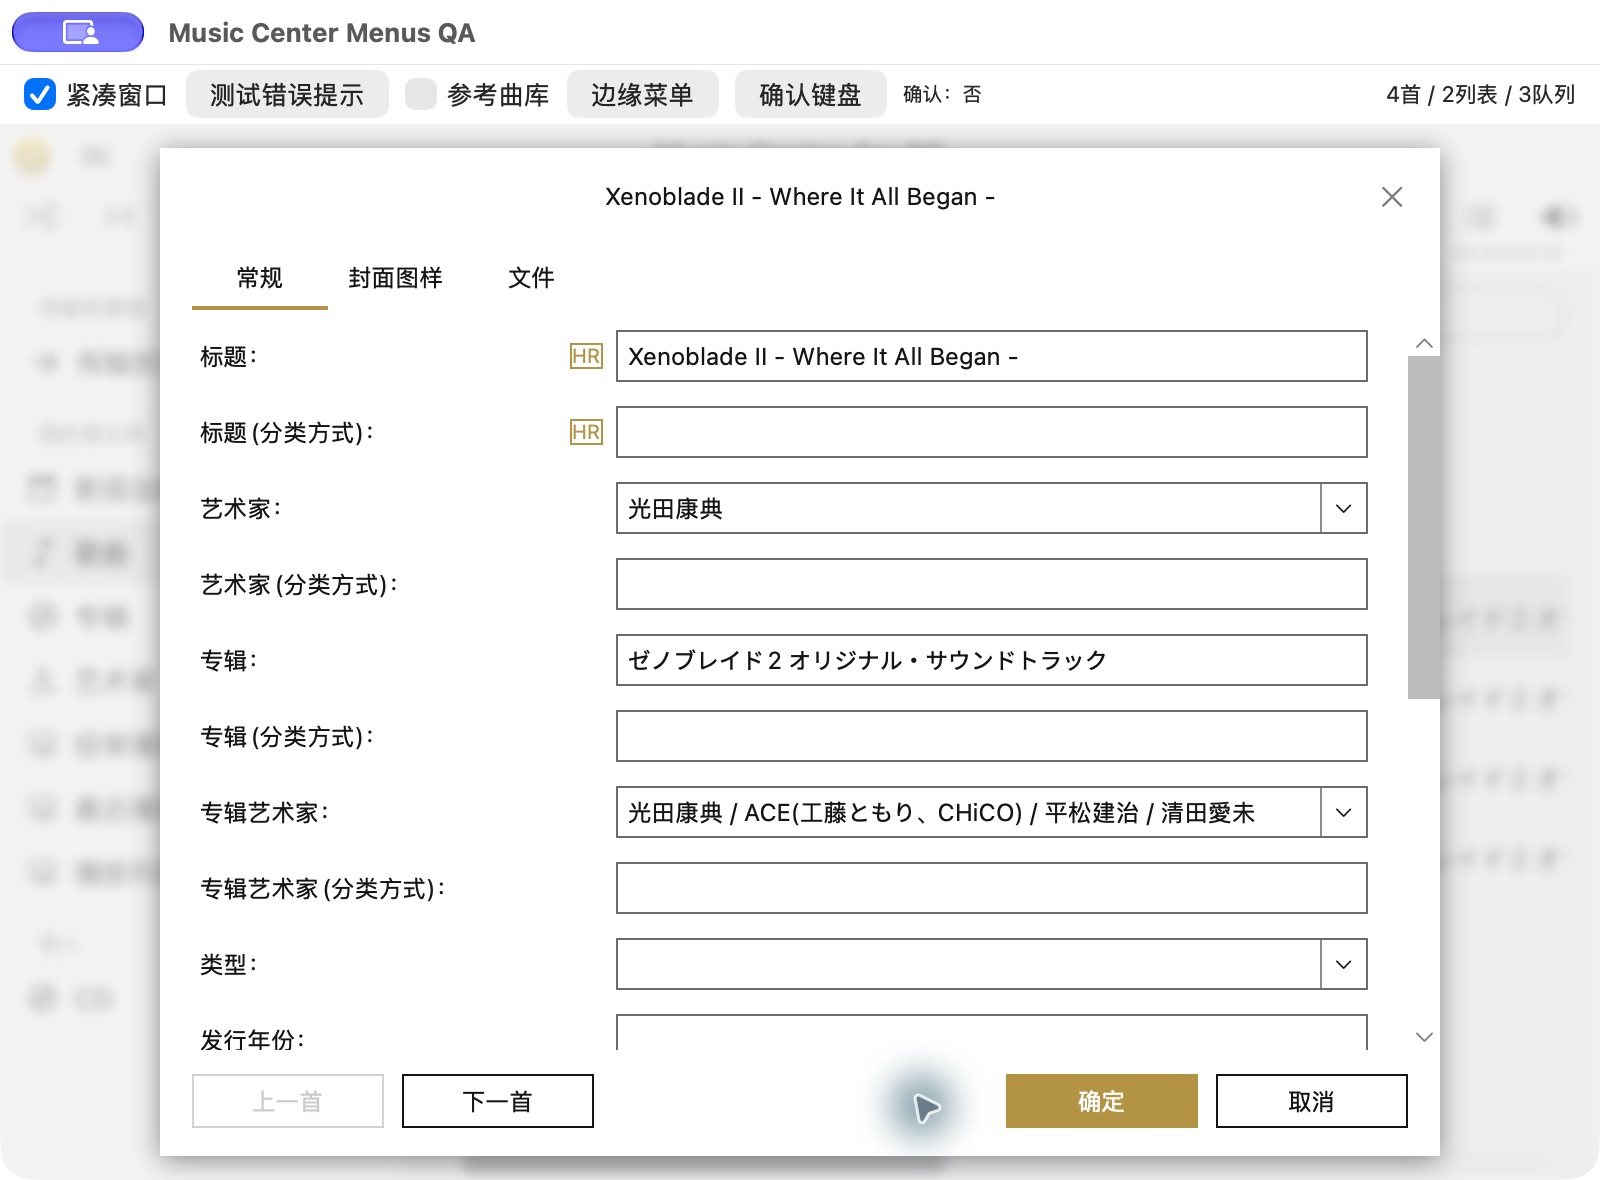 Music Center Menus QA
紧凑窗口 测试错误提示 参考曲库 边缘菜单 确认键盘 确认：否 4首 / 2列表 / 3队列
Xenoblade II - Where It All Began -
常规 封面图样 文件
标题： HR Xenoblade II - Where It All Began -
标题(分类方式)： HR
艺术家： 光田康典
艺术家(分类方式)：
专辑： ゼノブレイド2 オリジナル・サウンドトラック
专辑(分类方式)：
专辑艺术家： 光田康典 / ACE(工藤ともり、CHiCO) / 平松建治 / 清田愛未
专辑艺术家(分类方式)：
类型：
发行年份：
上一首 下一首 确定 取消
歌曲
专辑
CD